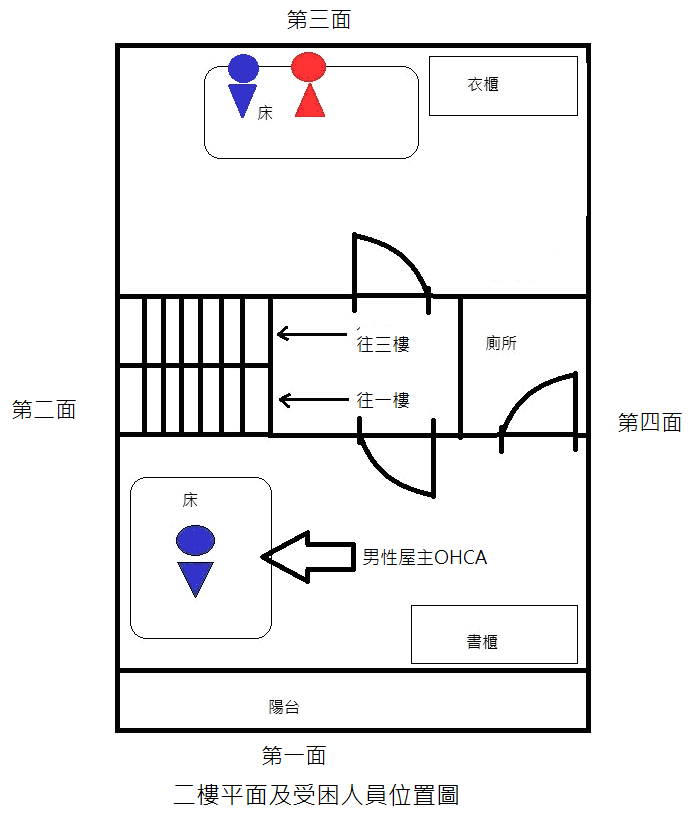 第三面
衣櫃
床
往三樓
廁所
往一樓
第二面
第四面
床
男性屋主OHCA
書櫃
陽台
第一面
二樓平面及受困人員位置圖